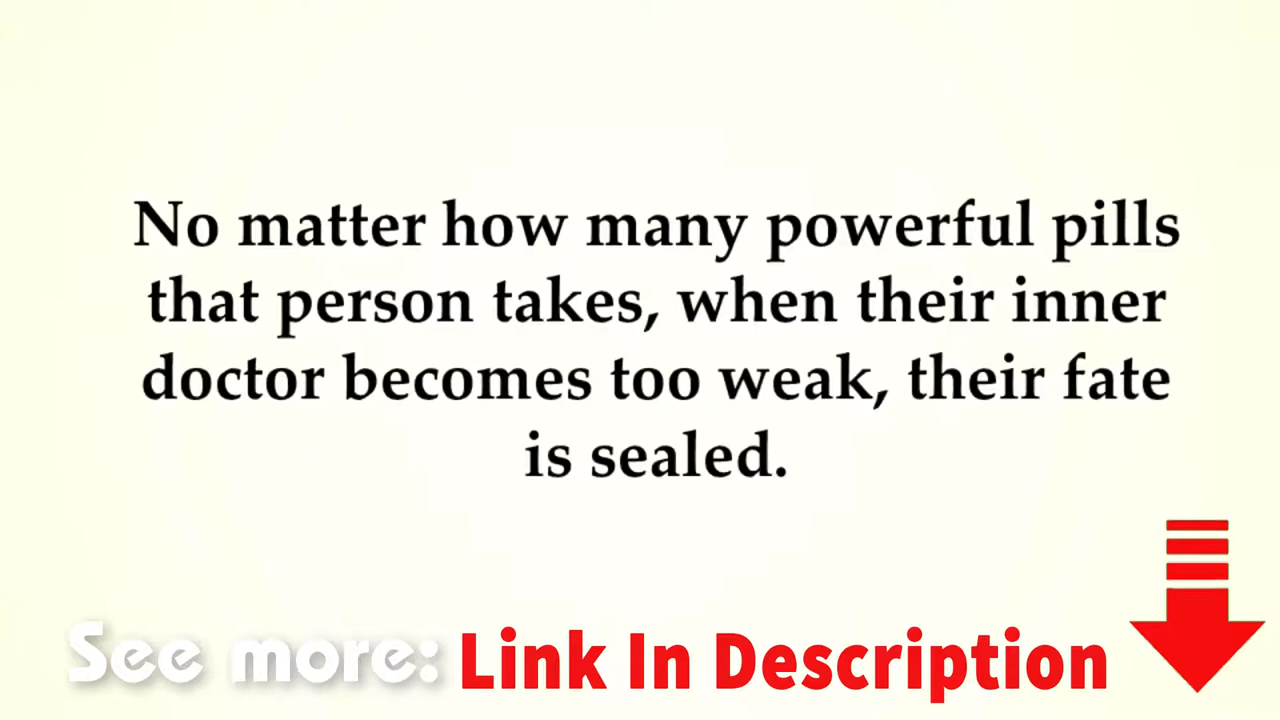 No matter how many powerful pills
that person takes, when their inner
doctor becomes too weak, their fate
is sealed.
See more: Link In Description